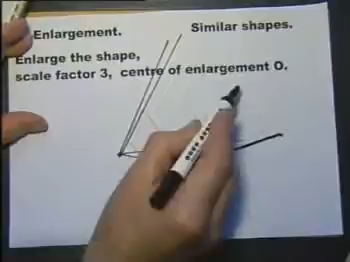 Enlargement. Similar shapes.
Enlarge the shape,
scale factor 3, centre of enlargement O.